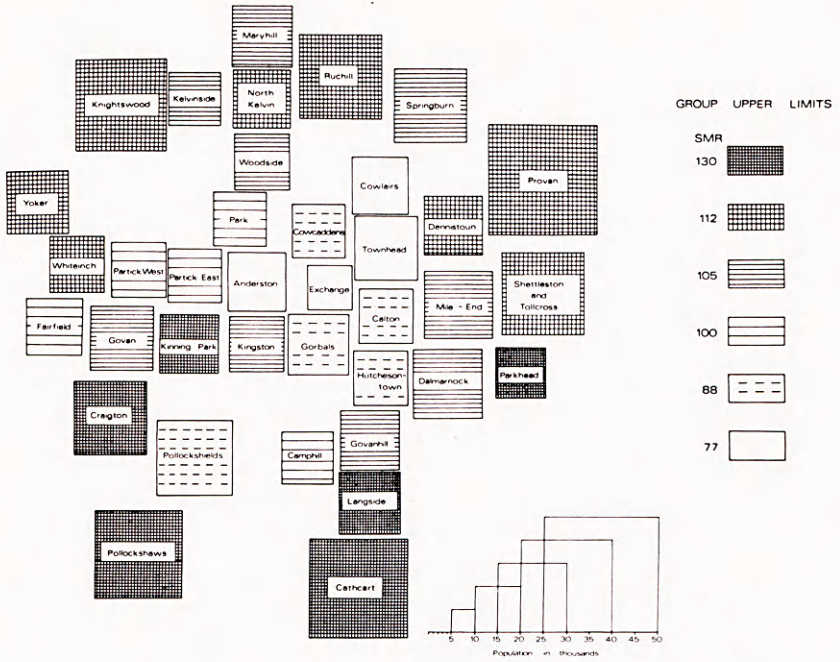 Maryhill
Ruchill
Knightswood
Kelvinside
North
Kelvin
Springburn
GROUP UPPER LIMITS
SMR
130
Woodside
Cowlairs
Provan
Yoker
112
Park
Cowcaddens
Dennistoun
Townhead
Whiteinch
Partick West
Partick East
Anderston
Exchange
105
Shettleston
and
Tollcross
Mile - End
Calton
Fairfield
Govan
Kinning Park
Kingston
Gorbals
100
Hutcheson-
town
Dalmarnock
Parkhead
88
Craigton
Pollockshields
Camphill
Govanhill
77
Langside
Pollockshaws
Cathcart
5 10 15 20 25 30 40 50
Population in thousands